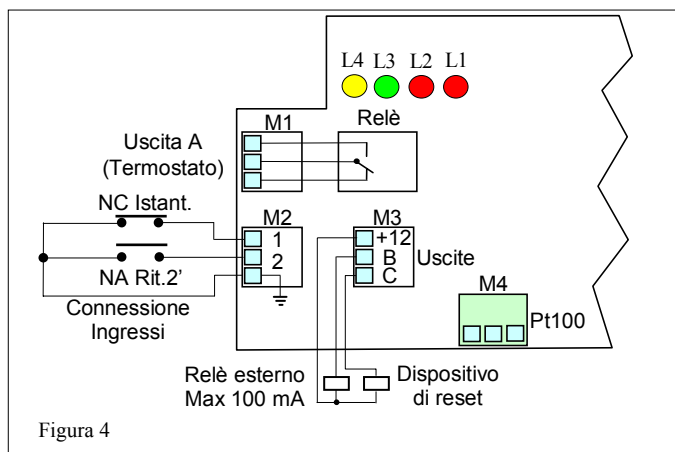 L4 L3 L2 L1
M1
Relè
Uscita A
(Termostato)
NC Istant.
M2
1
2
M3
+12
B
C
Uscite
NA Rit.2'
Connessione
Ingressi
M4
Pt100
Relè esterno
Max 100 mA
Dispositivo
di reset
Figura 4